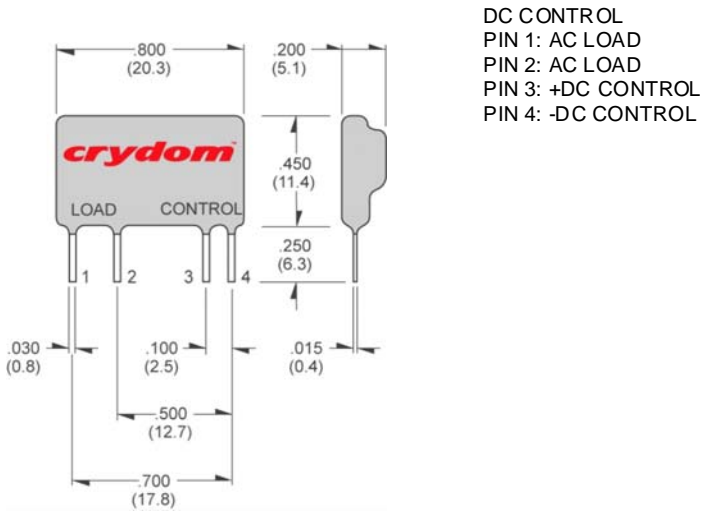 DC CONTROL
PIN 1: AC LOAD
PIN 2: AC LOAD
PIN 3: +DC CONTROL
PIN 4: -DC CONTROL
.800
(20.3)
.200
(5.1)
crydom™
.450
(11.4)
LOAD CONTROL
.250
(6.3)
1 2 3 4
.030
(0.8)
.100
(2.5)
.015
(0.4)
.500
(12.7)
.700
(17.8)